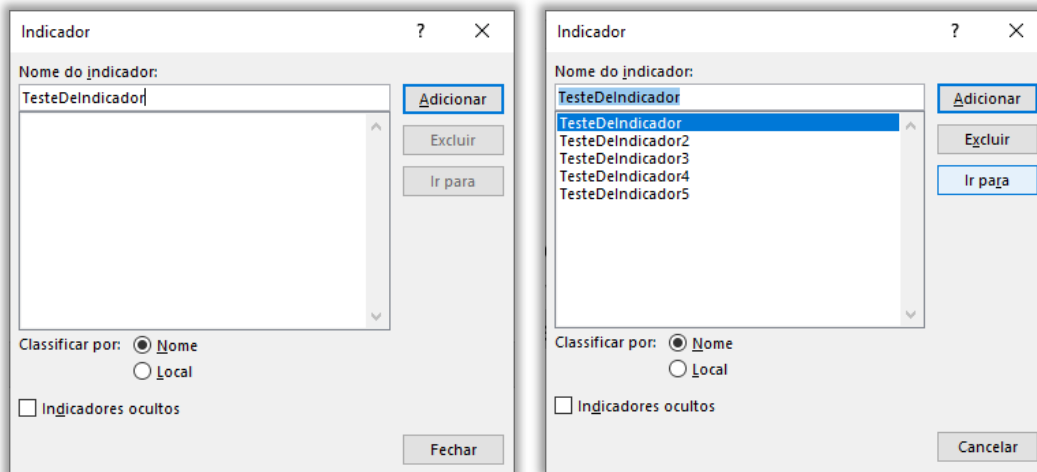 Indicador ? ×
Nome do indicador:
TesteDeIndicador
Adicionar
Excluir
Ir para
Classificar por: Nome
Local
Indicadores ocultos
Fechar
Indicador ? ×
Nome do indicador:
TesteDeIndicador
Adicionar
TesteDeIndicador
TesteDeIndicador2
TesteDeIndicador3
TesteDeIndicador4
TesteDeIndicador5
Excluir
Ir para
Classificar por: Nome
Local
Indicadores ocultos
Cancelar